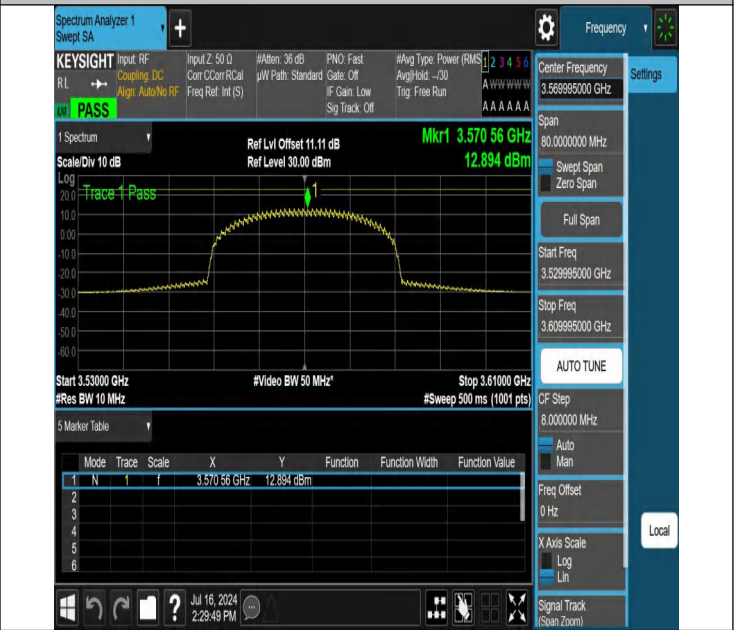 Spectrum Analyzer 1
Swept SA
+
Frequency
KEYSIGHT
RL
PASS
Input: RF
Coupling: DC
Align: Auto/No RF
Input Z: 50 Ω
Corr CCorr RCal
Freq Ref: Int (S)
#Atten: 36 dB
µW Path: Standard
PNO: Fast
Gate: Off
IF Gain: Low
Sig Track: Off
#Avg Type: Power (RMS
Avg|Hold: --/30
Trig: Free Run
1 2 3 4 5 6
A W W W W W
A A A A A A
1 Spectrum
Scale/Div 10 dB
Ref Lvl Offset 11.11 dB
Ref Level 30.00 dBm
Mkr1 3.570 56 GHz
12.894 dBm
Log
Trace 1 Pass
1
20.0
10.0
0.00
-10.0
-20.0
-30.0
-40.0
-50.0
-60.0
Start 3.53000 GHz
#Res BW 10 MHz
#Video BW 50 MHz*
Stop 3.61000 GHz
#Sweep 500 ms (1001 pts)
5 Marker Table
Mode Trace Scale X Y Function Function Width Function Value
1 N 1 f 3.570 56 GHz 12.894 dBm
2
3
4
5
6
Jul 16, 2024
2:29:49 PM
?
Center Frequency
3.569995000 GHz
Settings
Span
80.0000000 MHz
Swept Span
Zero Span
Full Span
Start Freq
3.529995000 GHz
Stop Freq
3.609995000 GHz
AUTO TUNE
CF Step
8.000000 MHz
Auto
Man
Freq Offset
0 Hz
X Axis Scale
Log
Lin
Local
Signal Track
(Span Zoom)